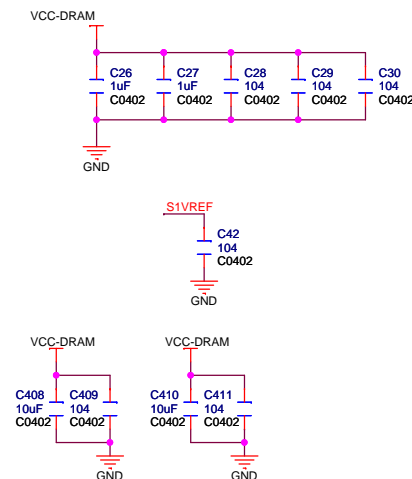 VCC-DRAM
C26 C27 C28 C29 C30
1uF 1uF 104 104 104
C0402 C0402 C0402 C0402 C0402
GND
S1VREF
C42
104
C0402
GND
VCC-DRAM VCC-DRAM
C408 C409 C410 C411
10uF 104 10uF 104
C0402 C0402 C0402 C0402
GND GND